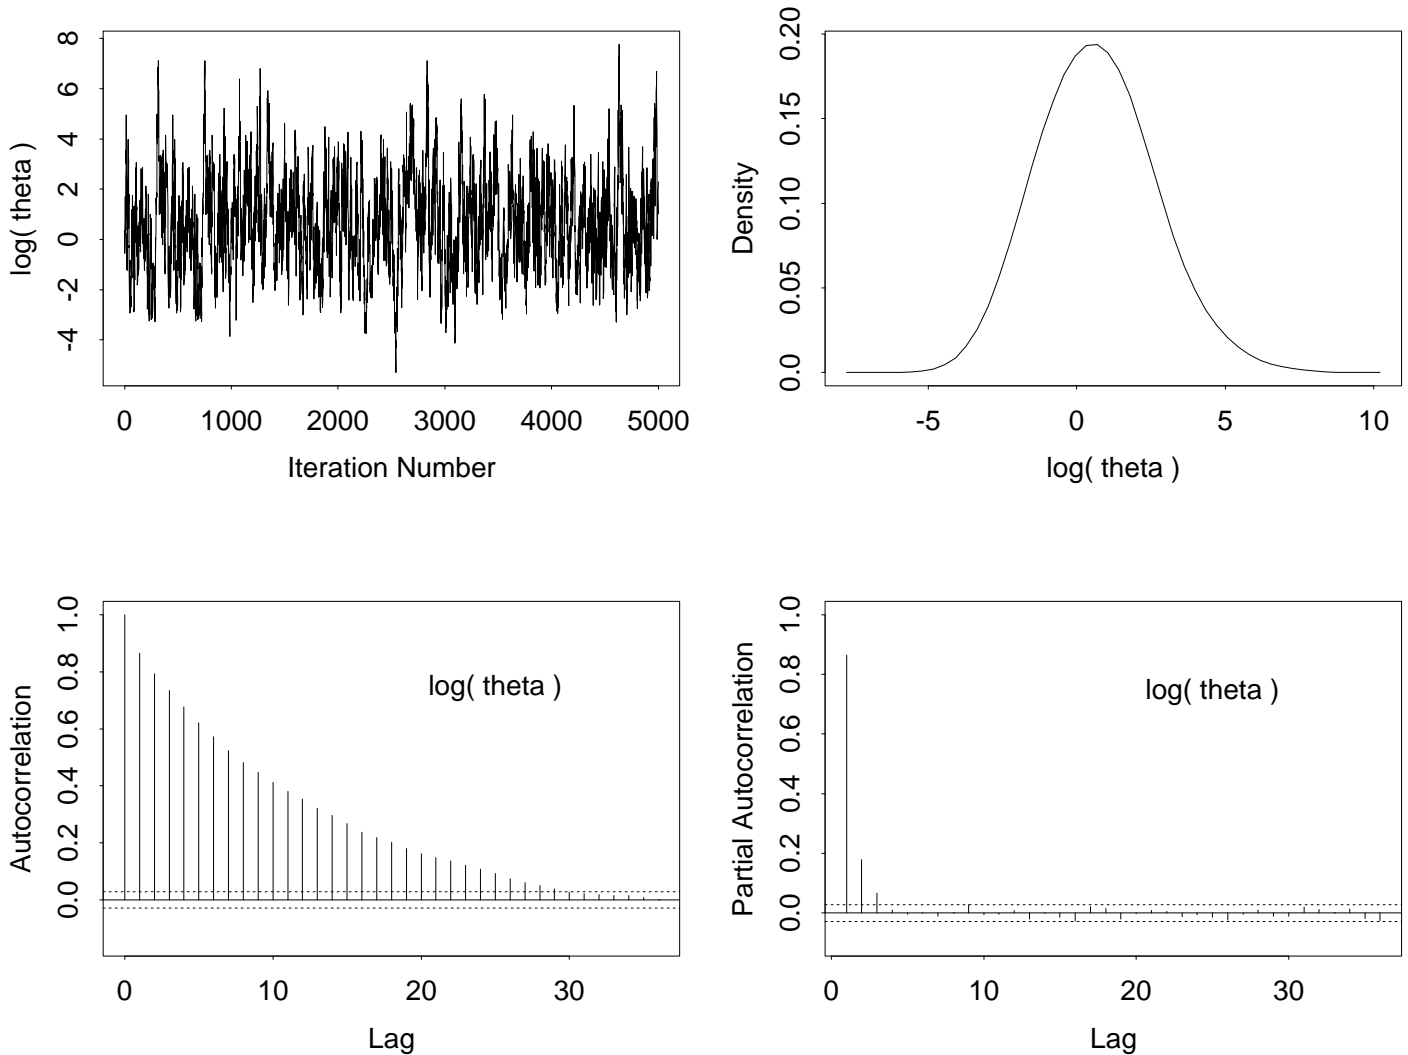 log( theta )
8
6
4
2
0
-2
-4
0 1000 2000 3000 4000 5000
Iteration Number
Density
0.20
0.15
0.10
0.05
0.0
-5 0 5 10
log( theta )
Autocorrelation
1.0
0.8
0.6
0.4
0.2
0.0
log( theta )
0 10 20 30
Lag
Partial Autocorrelation
1.0
0.8
0.6
0.4
0.2
0.0
log( theta )
0 10 20 30
Lag